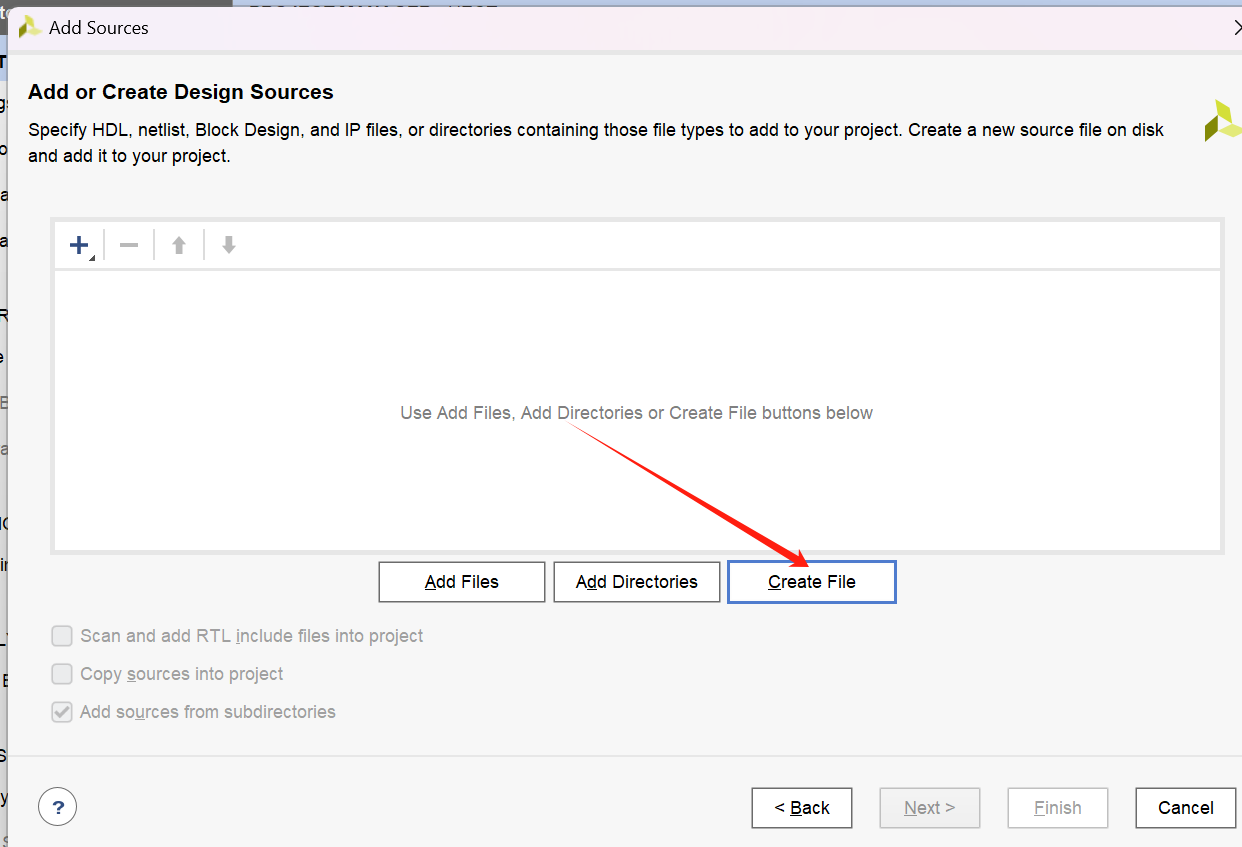 Add Sources
Add or Create Design Sources
Specify HDL, netlist, Block Design, and IP files, or directories containing those file types to add to your project. Create a new source file on disk
and add it to your project.
Use Add Files, Add Directories or Create File buttons below
Add Files
Add Directories
Create File
Scan and add RTL include files into project
Copy sources into project
Add sources from subdirectories
?
< Back
Next >
Finish
Cancel